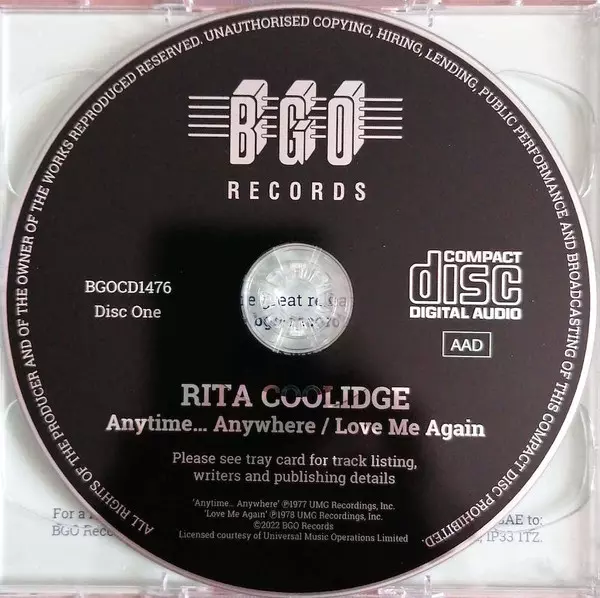 ALL RIGHTS OF THE PRODUCER AND OF THE OWNER OF THE WORKS REPRODUCED RESERVED. UNAUTHORISED COPYING, HIRING, LENDING, PUBLIC PERFORMANCE AND BROADCASTING OF THIS COMPACT DISC PROHIBITED.
BGO
RECORDS
BGOCD1476
Disc One
great
COMPACT
disc
DIGITAL AUDIO
AAD
RITA COOLIDGE
Anytime... Anywhere / Love Me Again
Please see tray card for track listing,
writers and publishing details
'Anytime... Anywhere' ℗1977 UMG Recordings, Inc.
'Love Me Again' ℗1978 UMG Recordings, Inc.
©2022 BGO Records
Licensed courtesy of Universal Music Operations Limited
For a
SAE to:
BGO
IP33 1TZ.